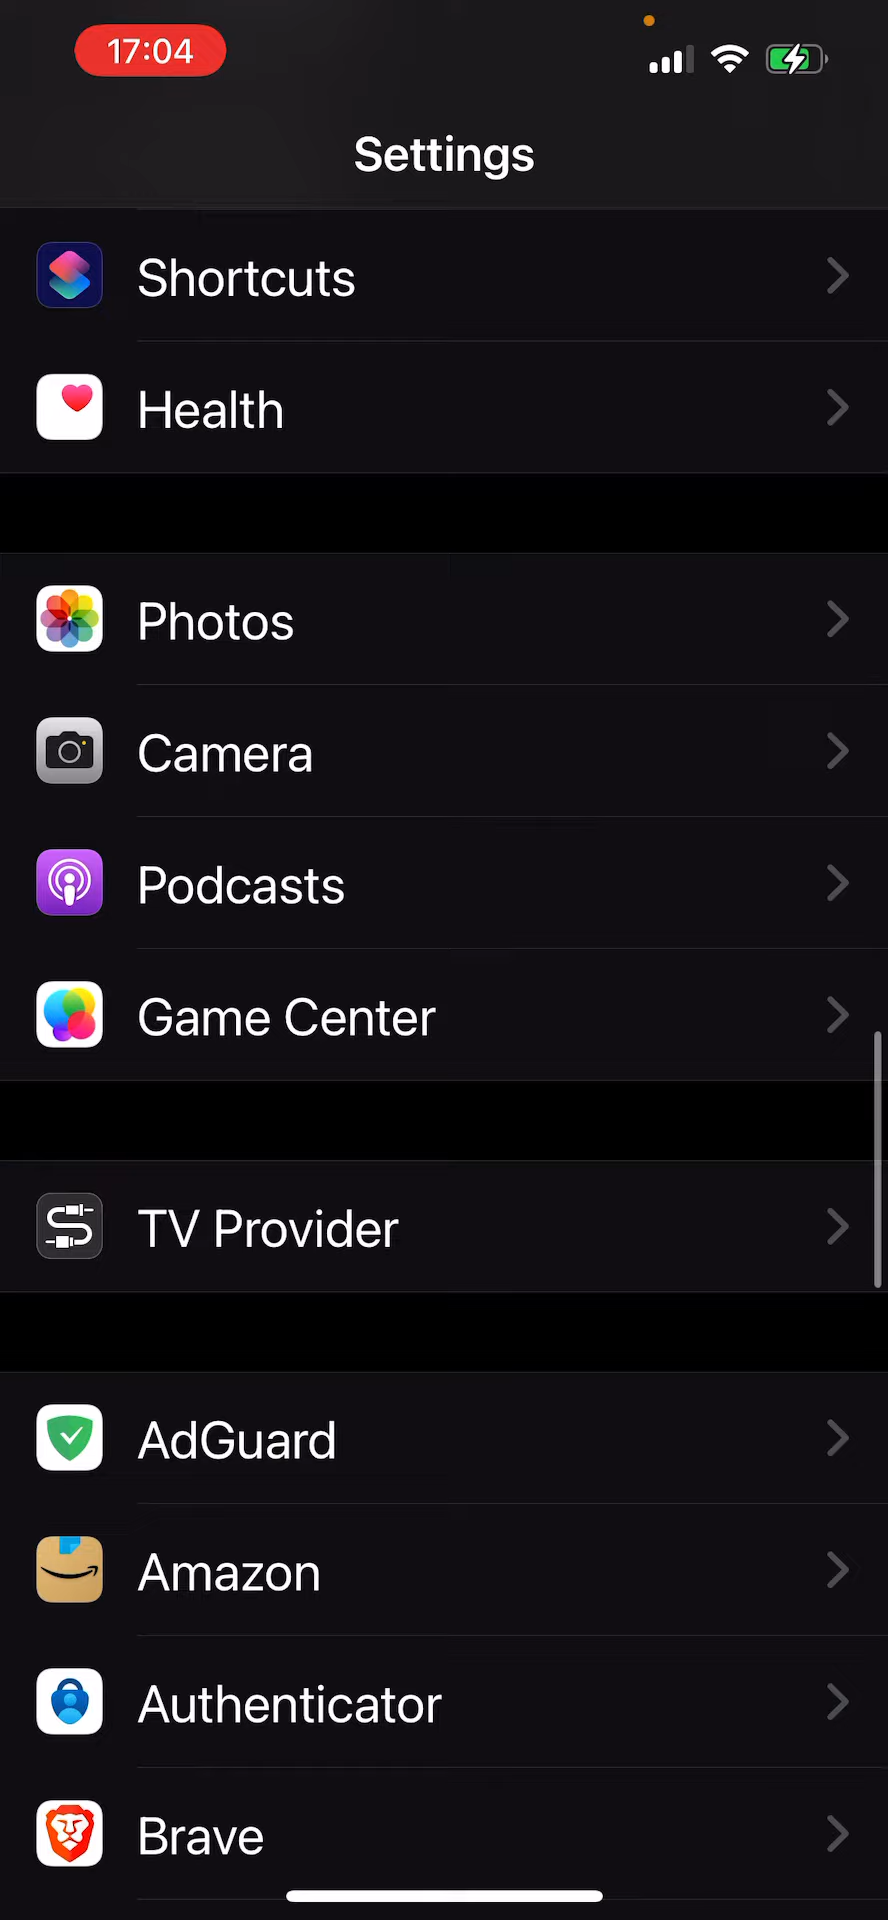 17:04
Settings
Shortcuts
Health
Photos
Camera
Podcasts
Game Center
TV Provider
AdGuard
Amazon
Authenticator
Brave